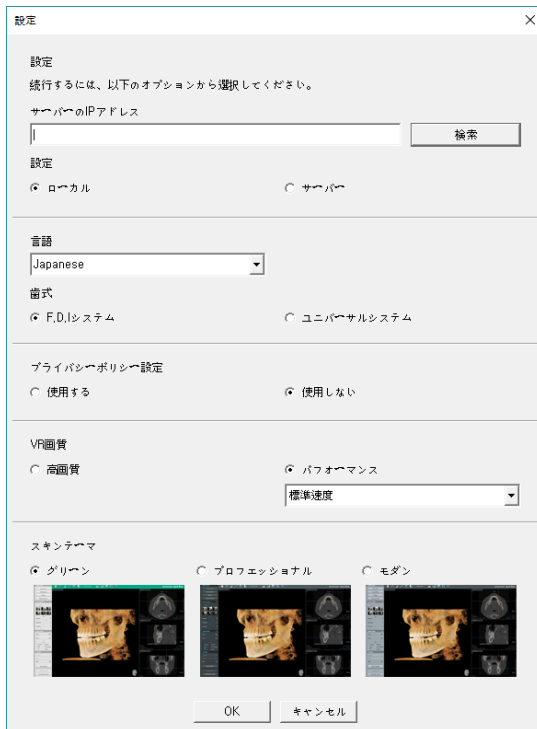 設定
設定
続行するには、以下のオプションから選択してください。
サーバーのIPアドレス
検索
設定
ローカル サーバー
言語
Japanese
歯式
F.D.Iシステム ユニバーサルシステム
プライバシーポリシー設定
使用する 使用しない
VR画質
高画質 パフォーマンス
標準速度
スキンテーマ
グリーン プロフェッショナル モダン
OK キャンセル